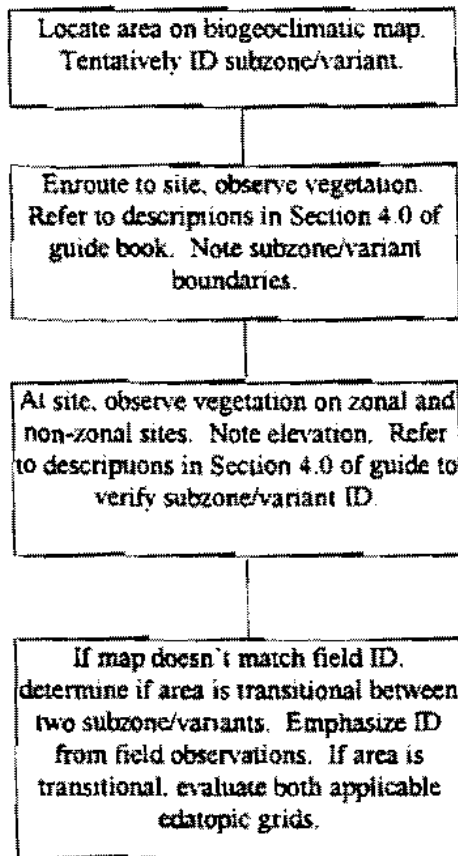 Locate area on biogeoclimatic map.
Tentatively ID subzone/variant.
Enroute to site, observe vegetation.
Refer to descriptions in Section 4.0 of
guide book. Note subzone/variant
boundaries.
At site, observe vegetation on zonal and
non-zonal sites. Note elevation. Refer
to descriptions in Section 4.0 of guide to
verify subzone/variant ID.
If map doesn't match field ID,
determine if area is transitional between
two subzone/variants. Emphasize ID
from field observations. If area is
transitional, evaluate both applicable
edatopic grids.